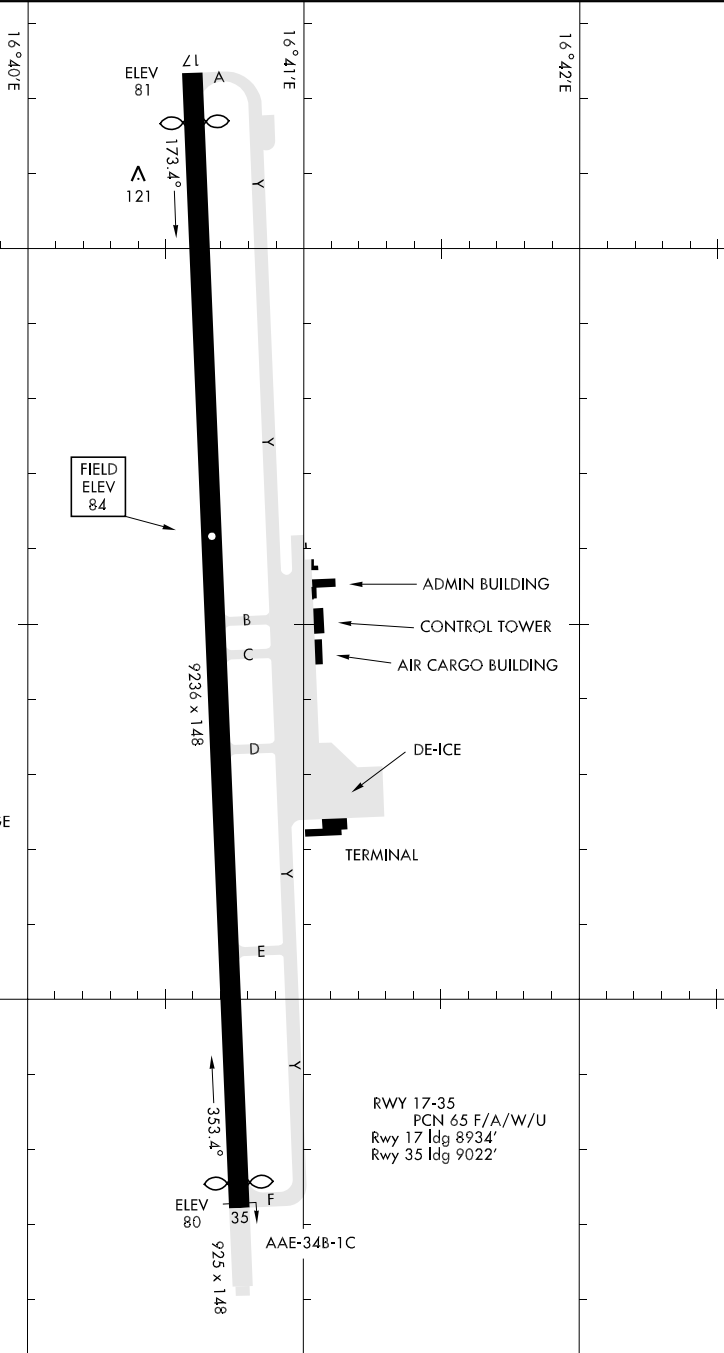 16°40'E
16°41'E
16°42'E
17
ELEV
81
A
173.4°
121
Y
Y
FIELD
ELEV
84
ADMIN BUILDING
B
CONTROL TOWER
C
AIR CARGO BUILDING
9236 x 148
D
DE-ICE
GE
TERMINAL
Y
E
Y
353.4°
RWY 17-35
PCN 65 F/A/W/U
Rwy 17 ldg 8934'
Rwy 35 ldg 9022'
ELEV
80
35
F
AAE-34B-1C
925 x 148